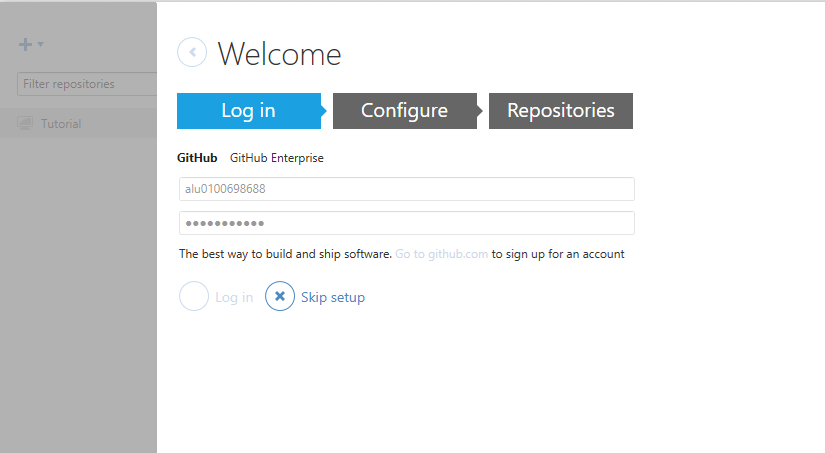 Welcome
Filter repositories
Tutorial
Log in
Configure
Repositories
GitHub
GitHub Enterprise
alu0100698688
●●●●●●●●●●●
The best way to build and ship software. Go to github.com to sign up for an account
Log in
Skip setup